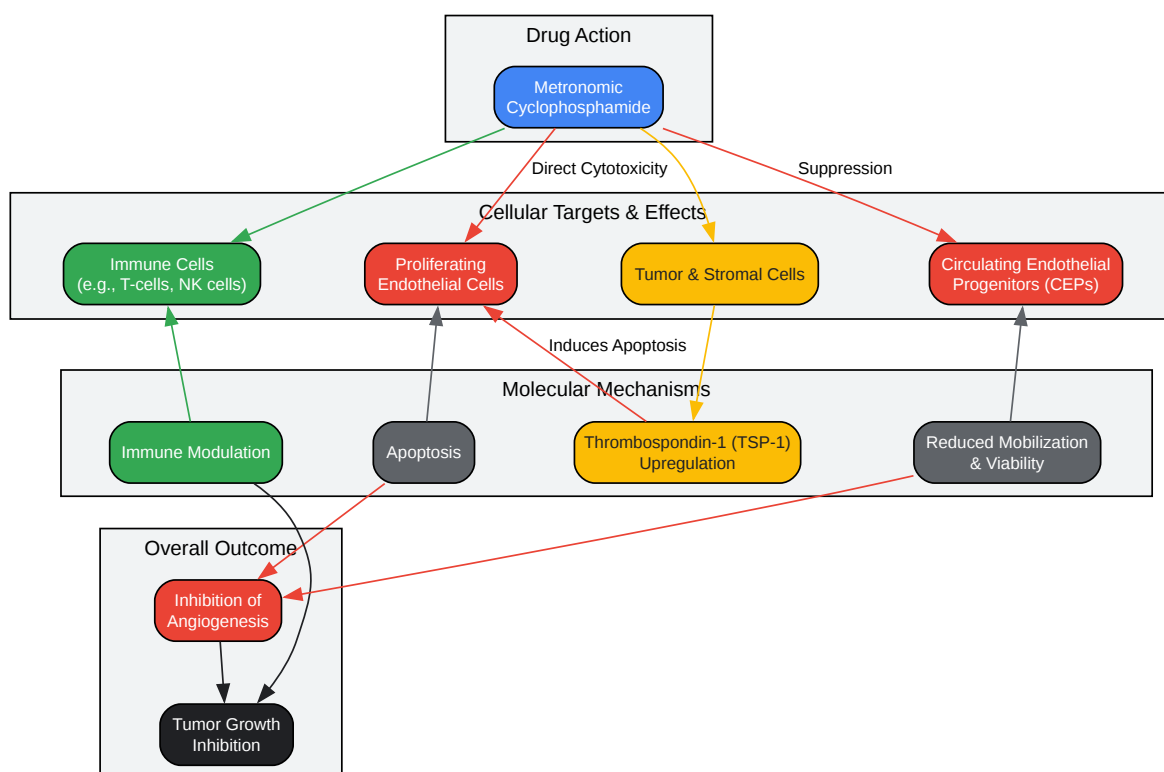 Drug Action
Metronomic
Cyclophosphamide
Direct Cytotoxicity
Suppression
Cellular Targets & Effects
Immune Cells
(e.g., T-cells, NK cells)
Proliferating
Endothelial Cells
Tumor & Stromal Cells
Circulating Endothelial
Progenitors (CEPs)
Induces Apoptosis
Molecular Mechanisms
Immune Modulation
Apoptosis
Thrombospondin-1 (TSP-1)
Upregulation
Reduced Mobilization
& Viability
Overall Outcome
Inhibition of
Angiogenesis
Tumor Growth
Inhibition